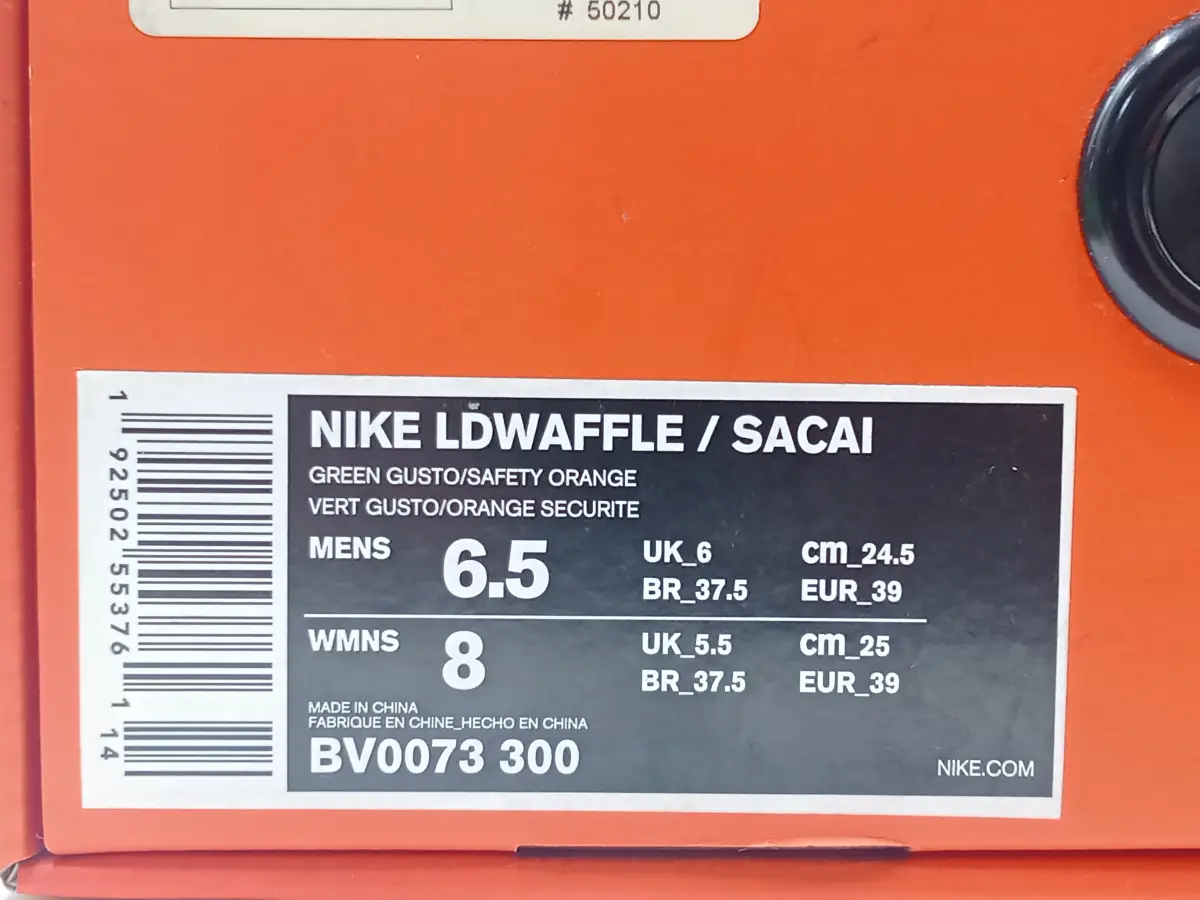 # 50210
NIKE LDWAFFLE / SACAI
GREEN GUSTO/SAFETY ORANGE
VERT GUSTO/ORANGE SECURITE
MENS 6.5 UK_6 cm_24.5
BR_37.5 EUR_39
WMNS 8 UK_5.5 cm_25
BR_37.5 EUR_39
MADE IN CHINA
FABRIQUE EN CHINE_HECHO EN CHINA
BV0073 300
NIKE.COM
1 92502 55376 1 14